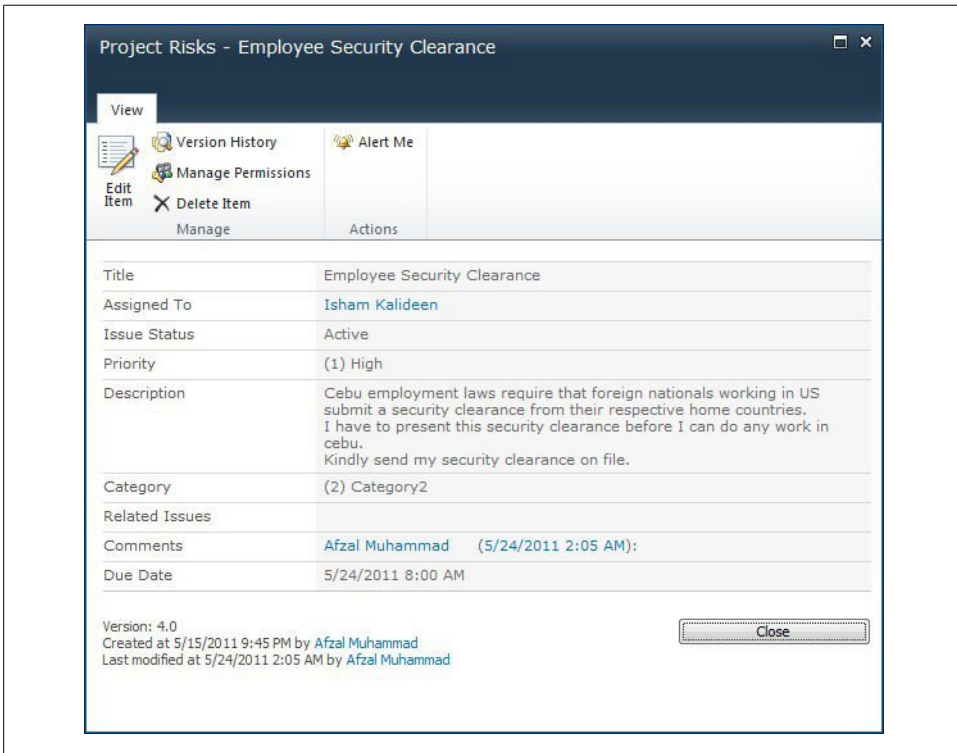 Project Risks - Employee Security Clearance
View
Edit
Item
Version History
Manage Permissions
Delete Item
Manage
Alert Me
Actions
Title Employee Security Clearance
Assigned To Isham Kalideen
Issue Status Active
Priority (1) High
Description Cebu employment laws require that foreign nationals working in US
submit a security clearance from their respective home countries.
I have to present this security clearance before I can do any work in
cebu.
Kindly send my security clearance on file.
Category (2) Category2
Related Issues
Comments Afzal Muhammad (5/24/2011 2:05 AM):
Due Date 5/24/2011 8:00 AM
Version: 4.0
Created at 5/15/2011 9:45 PM by Afzal Muhammad
Last modified at 5/24/2011 2:05 AM by Afzal Muhammad
Close